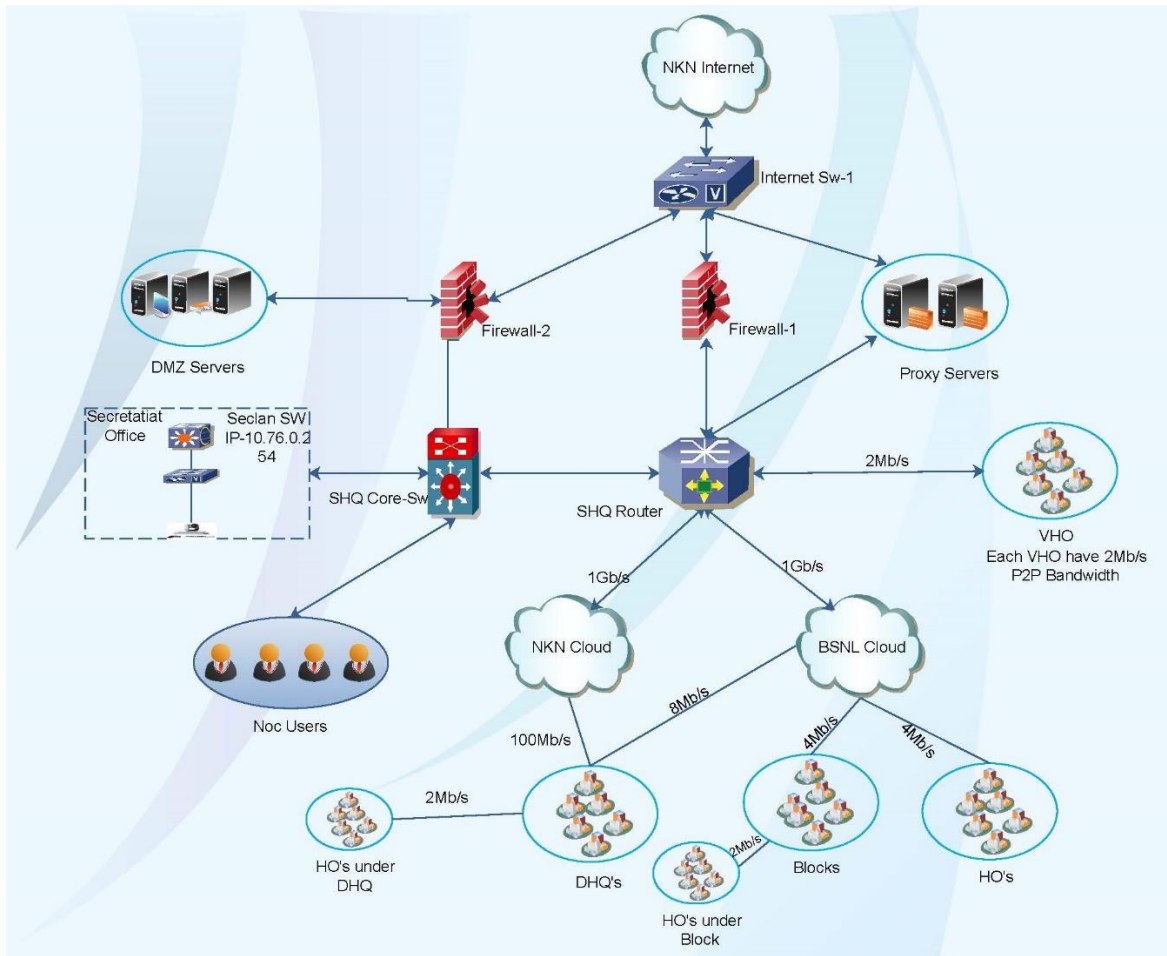 NKN Internet
Internet Sw-1
Firewall-2
Firewall-1
DMZ Servers
Proxy Servers
Secretatiat
Office
Seclan SW
IP-10.76.0.2
54
SHQ Core-Sw
SHQ Router
2Mb/s
VHO
Each VHO have 2Mb/s
P2P Bandwidth
1Gb/s
1Gb/s
NKN Cloud
BSNL Cloud
Noc Users
8Mb/s
100Mb/s
4Mb/s
4Mb/s
2Mb/s
2Mb/s
HO's under
DHQ
DHQ's
Blocks
HO's
HO's under
Block